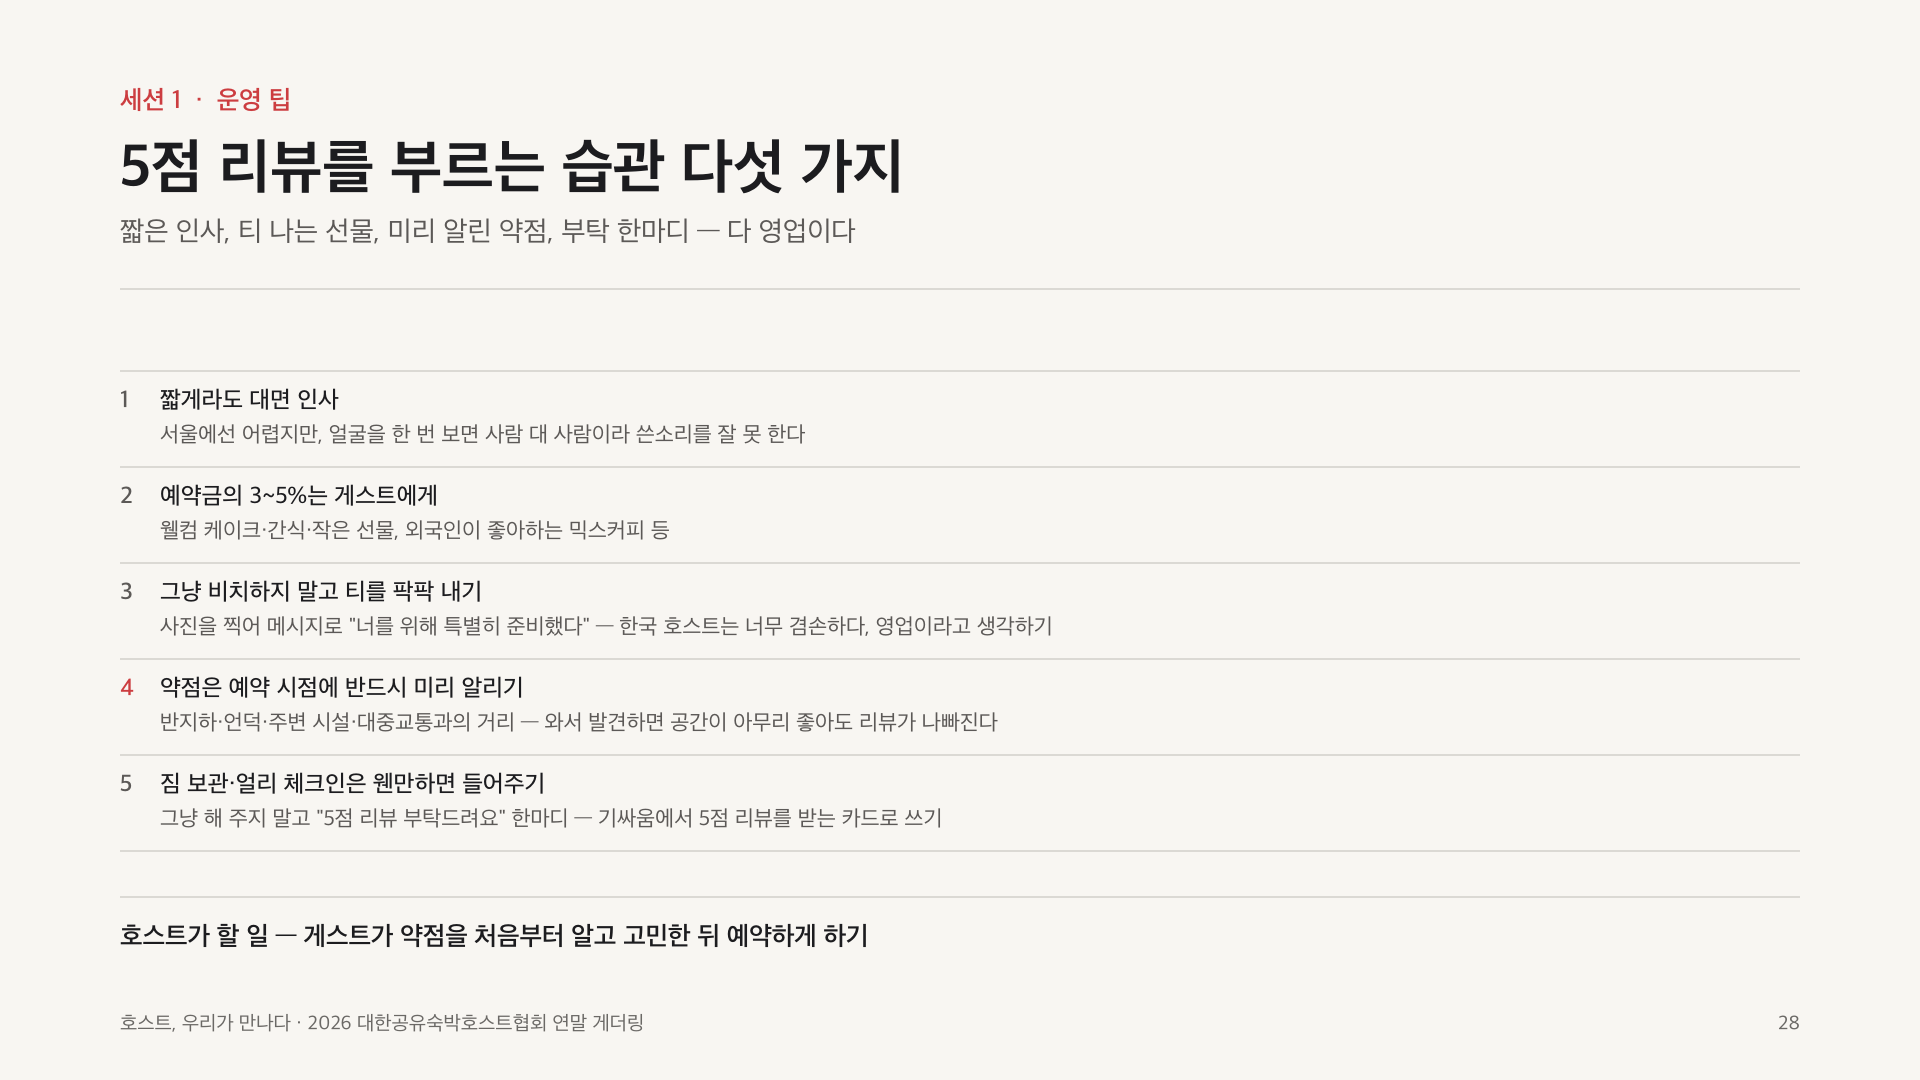 세션 1 · 운영 팁
5점 리뷰를 부르는 습관 다섯 가지
짧은 인사, 티 나는 선물, 미리 알린 약점, 부탁 한마디 — 다 영업이다
1 짧게라도 대면 인사
서울에선 어렵지만, 얼굴을 한 번 보면 사람 대 사람이라 쓴소리를 잘 못 한다
2 예약금의 3~5%는 게스트에게
웰컴 케이크·간식·작은 선물, 외국인이 좋아하는 믹스커피 등
3 그냥 비치하지 말고 티를 팍팍 내기
사진을 찍어 메시지로 "너를 위해 특별히 준비했다" — 한국 호스트는 너무 겸손하다, 영업이라고 생각하기
4 약점은 예약 시점에 반드시 미리 알리기
반지하·언덕·주변 시설·대중교통과의 거리 — 와서 발견하면 공간이 아무리 좋아도 리뷰가 나빠진다
5 짐 보관·얼리 체크인은 웬만하면 들어주기
그냥 해 주지 말고 "5점 리뷰 부탁드려요" 한마디 — 기싸움에서 5점 리뷰를 받는 카드로 쓰기
호스트가 할 일 — 게스트가 약점을 처음부터 알고 고민한 뒤 예약하게 하기
호스트, 우리가 만나다 · 2026 대한공유숙박호스트협회 연말 게더링
28